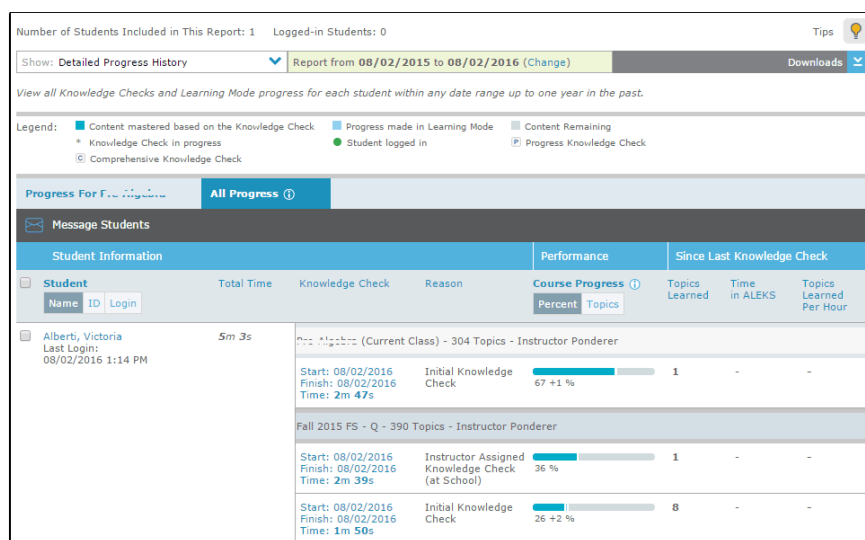 Number of Students Included in This Report: 1 Logged-in Students: 0 Tips
Show: Detailed Progress History Report from 08/02/2015 to 08/02/2016 (Change) Downloads
View all Knowledge Checks and Learning Mode progress for each student within any date range up to one year in the past.
Legend: Content mastered based on the Knowledge Check Progress made in Learning Mode Content Remaining
* Knowledge Check in progress Student logged in P Progress Knowledge Check
C Comprehensive Knowledge Check
Progress For All Progress
Message Students
Student Information Performance Since Last Knowledge Check
Student Total Time Knowledge Check Reason Course Progress Topics Learned Time in ALEKS Topics Learned Per Hour
Name ID Login Percent Topics
Alberti, Victoria 5m 3s
Last Login:
08/02/2016 1:14 PM
(Current Class) - 304 Topics - Instructor Ponderer
Start: 08/02/2016 Initial Knowledge Check 1 - -
Finish: 08/02/2016 67 +1 %
Time: 2m 47s
Fall 2015 FS - Q - 390 Topics - Instructor Ponderer
Start: 08/02/2016 Instructor Assigned Knowledge Check (at School) 1 - -
Finish: 08/02/2016 36 %
Time: 2m 39s
Start: 08/02/2016 Initial Knowledge Check 8 - -
Finish: 08/02/2016 26 +2 %
Time: 1m 50s